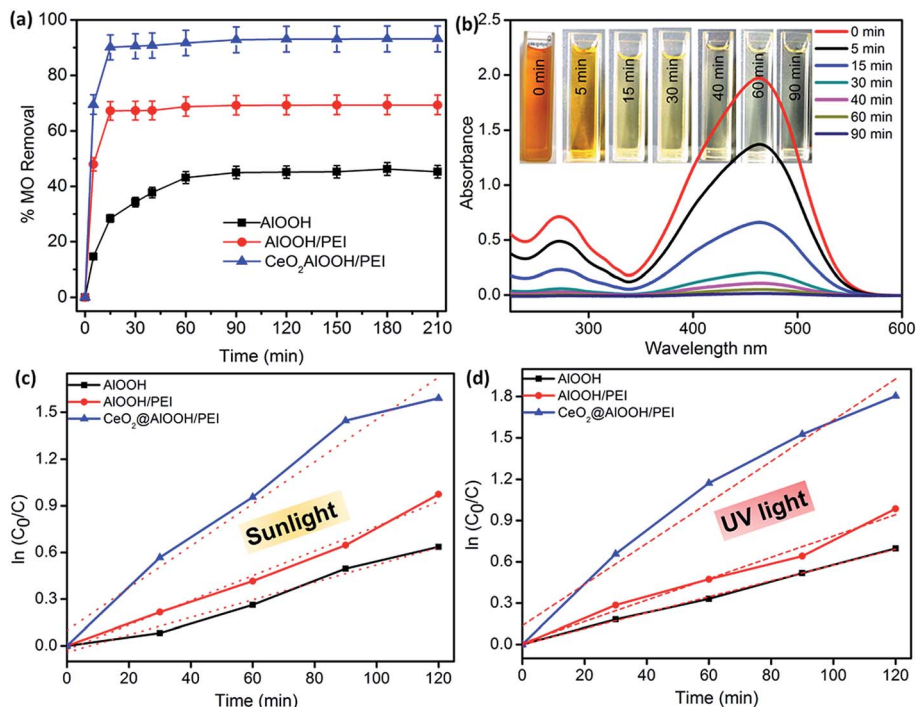 (a)
100
80
60
40
20
0
% MO Removal
AlOOH
AlOOH/PEI
CeO₂AlOOH/PEI
0 30 60 90 120 150 180 210
Time (min)
(b)
2.5
2.0
1.5
1.0
0.5
0.0
Absorbance
0 min
5 min
15 min
30 min
40 min
60 min
90 min
0 min
5 min
15 min
30 min
40 min
60 min
90 min
300 400 500 600
Wavelength nm
(c)
1.5
1.2
0.9
0.6
0.3
0.0
ln (C₀/C)
AlOOH
AlOOH/PEI
CeO₂@AlOOH/PEI
Sunlight
0 20 40 60 80 100 120
Time (min)
(d)
1.8
1.5
1.2
0.9
0.6
0.3
0.0
ln (C₀/C)
AlOOH
AlOOH/PEI
CeO₂@AlOOH/PEI
UV light
0 20 40 60 80 100 120
Time (min)